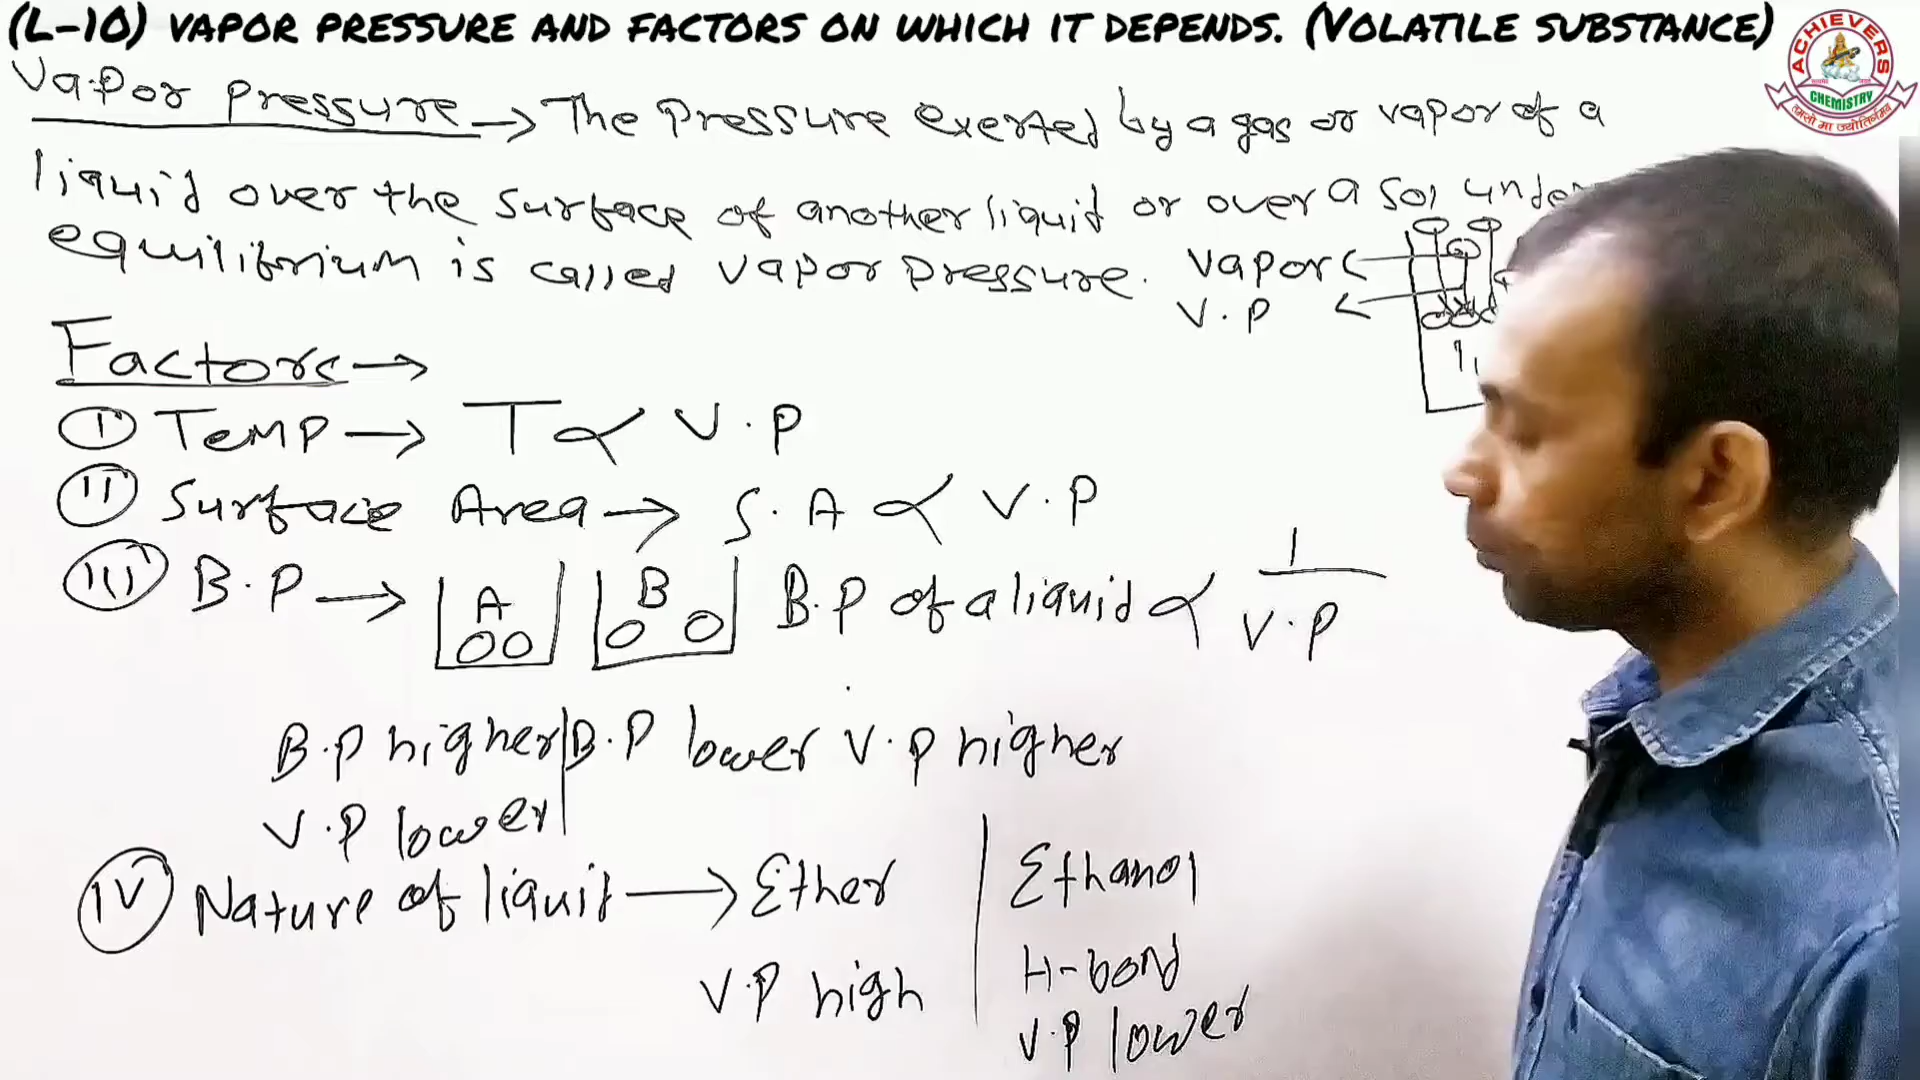 (L-10) VAPOR PRESSURE AND FACTORS ON WHICH IT DEPENDS. (VOLATILE SUBSTANCE)
ACHIEVERS
CHEMISTRY
तमसो मा ज्योतिर्गमय
Vapor pressure → The pressure exerted by a gas or vapor of a
liquid over the surface of another liquid or over a sol under
equilibrium is called vapor pressure. vapor
V.P
Factors →
(I) Temp → T ∝ V.P
(II) Surface Area → S.A ∝ V.P
(III) B.P → A B B.P of a liquid ∝ 1/V.P
B.P higher | B.P lower V.P higher
V.P lower
(IV) Nature of liquid → Ether | Ethanol
V.P high H-bond
V.P lower